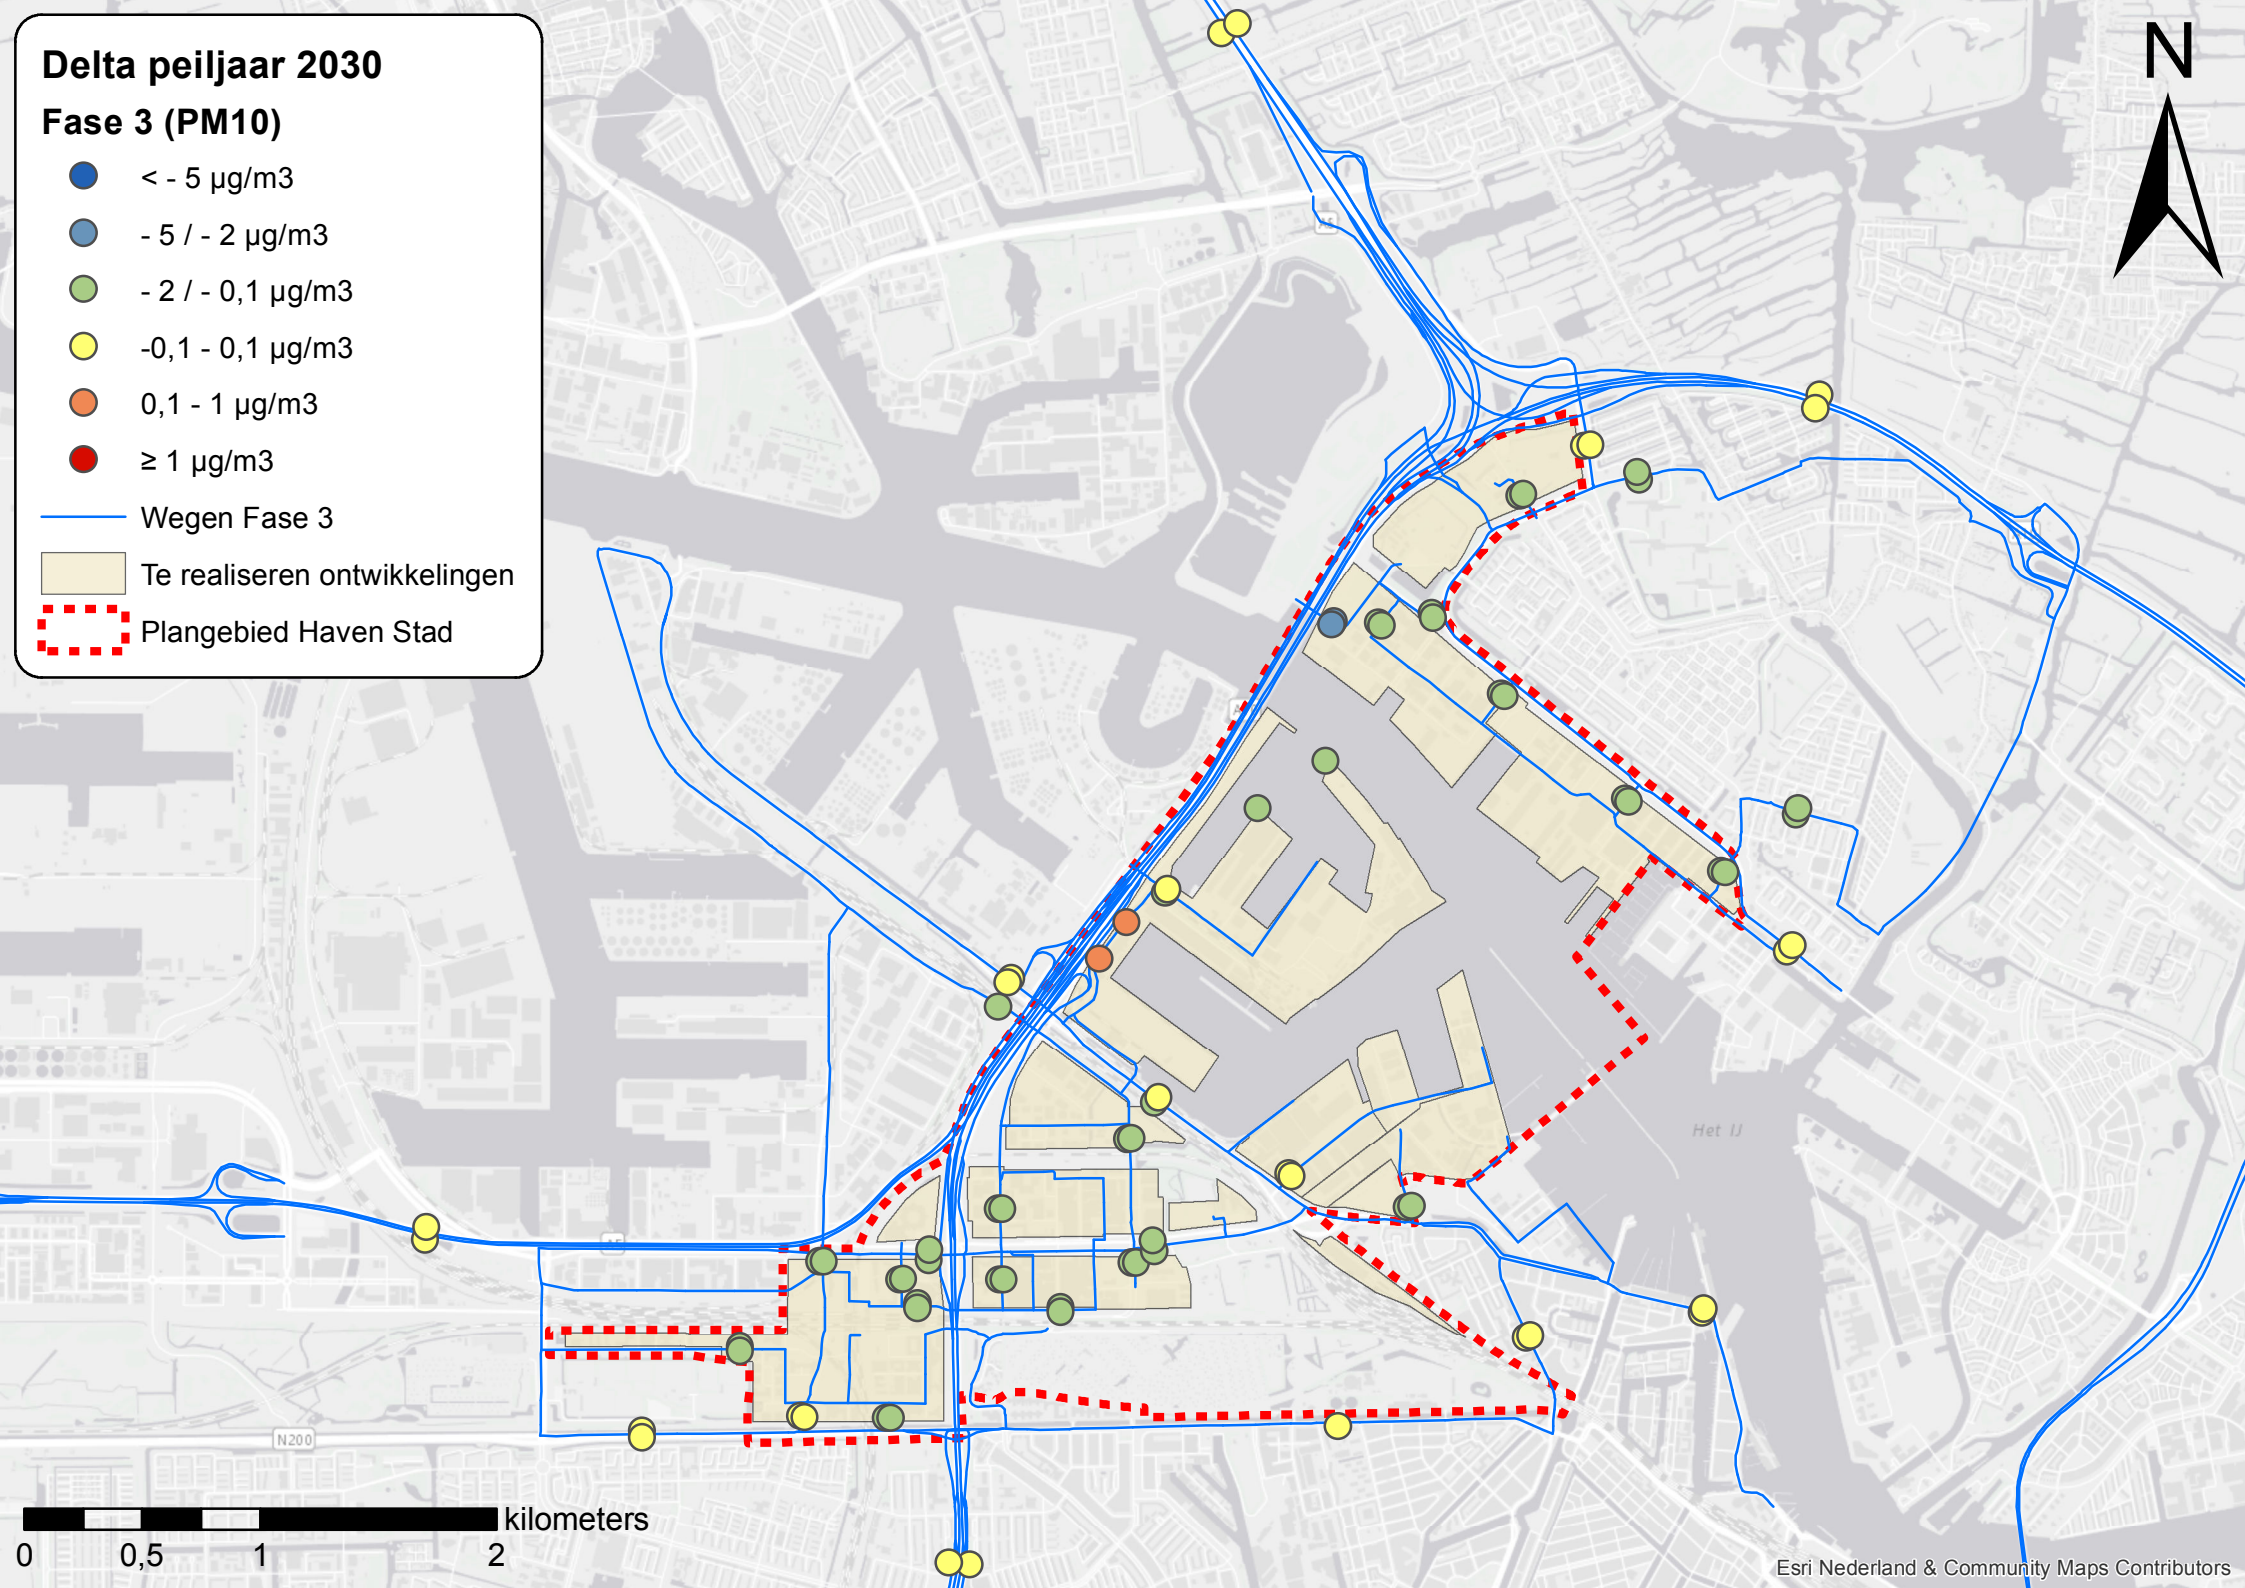 Delta peiljaar 2030
Fase 3 (PM10)
< - 5 µg/m3
- 5 / - 2 µg/m3
- 2 / - 0,1 µg/m3
-0,1 - 0,1 µg/m3
0,1 - 1 µg/m3
≥ 1 µg/m3
Wegen Fase 3
Te realiseren ontwikkelingen
Plangebied Haven Stad
N
A5
Het IJ
A5
N200
kilometers
0 0,5 1 2
Esri Nederland & Community Maps Contributors